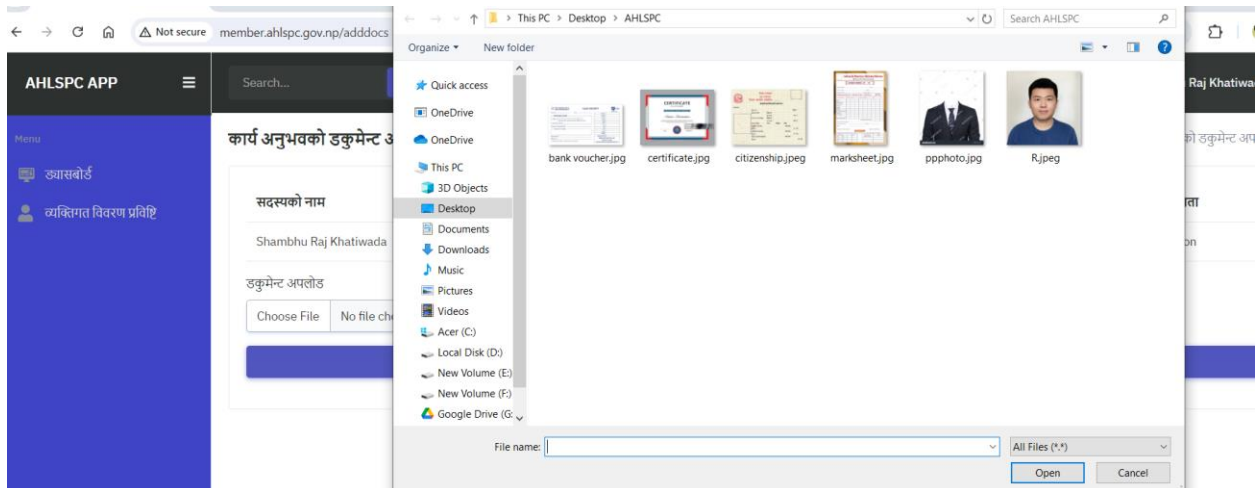 Not secure member.ahlspc.gov.np/adddocs
This PC > Desktop > AHLSPC
Search AHLSPC
Organize
New folder
AHLSPC APP
Search...
Raj Khatiwa
Menu
ड्यासबोर्ड
व्यक्तिगत विवरण प्रविष्टि
कार्य अनुभवको डकुमेन्ट अ
को डकुमेन्ट अप
सदस्यको नाम
Shambhu Raj Khatiwada
on
डकुमेन्ट अपलोड
Choose File
No file ch
Quick access
OneDrive
OneDrive
This PC
3D Objects
Desktop
Documents
Downloads
Music
Pictures
Videos
Acer (C:)
Local Disk (D:)
New Volume (E:)
New Volume (F:)
Google Drive (G:
CERTIFICATE
bank voucher.jpg
certificate.jpg
citizenship.jpeg
marksheet.jpg
ppphoto.jpg
R.jpeg
File name:
All Files (*.*)
Open
Cancel